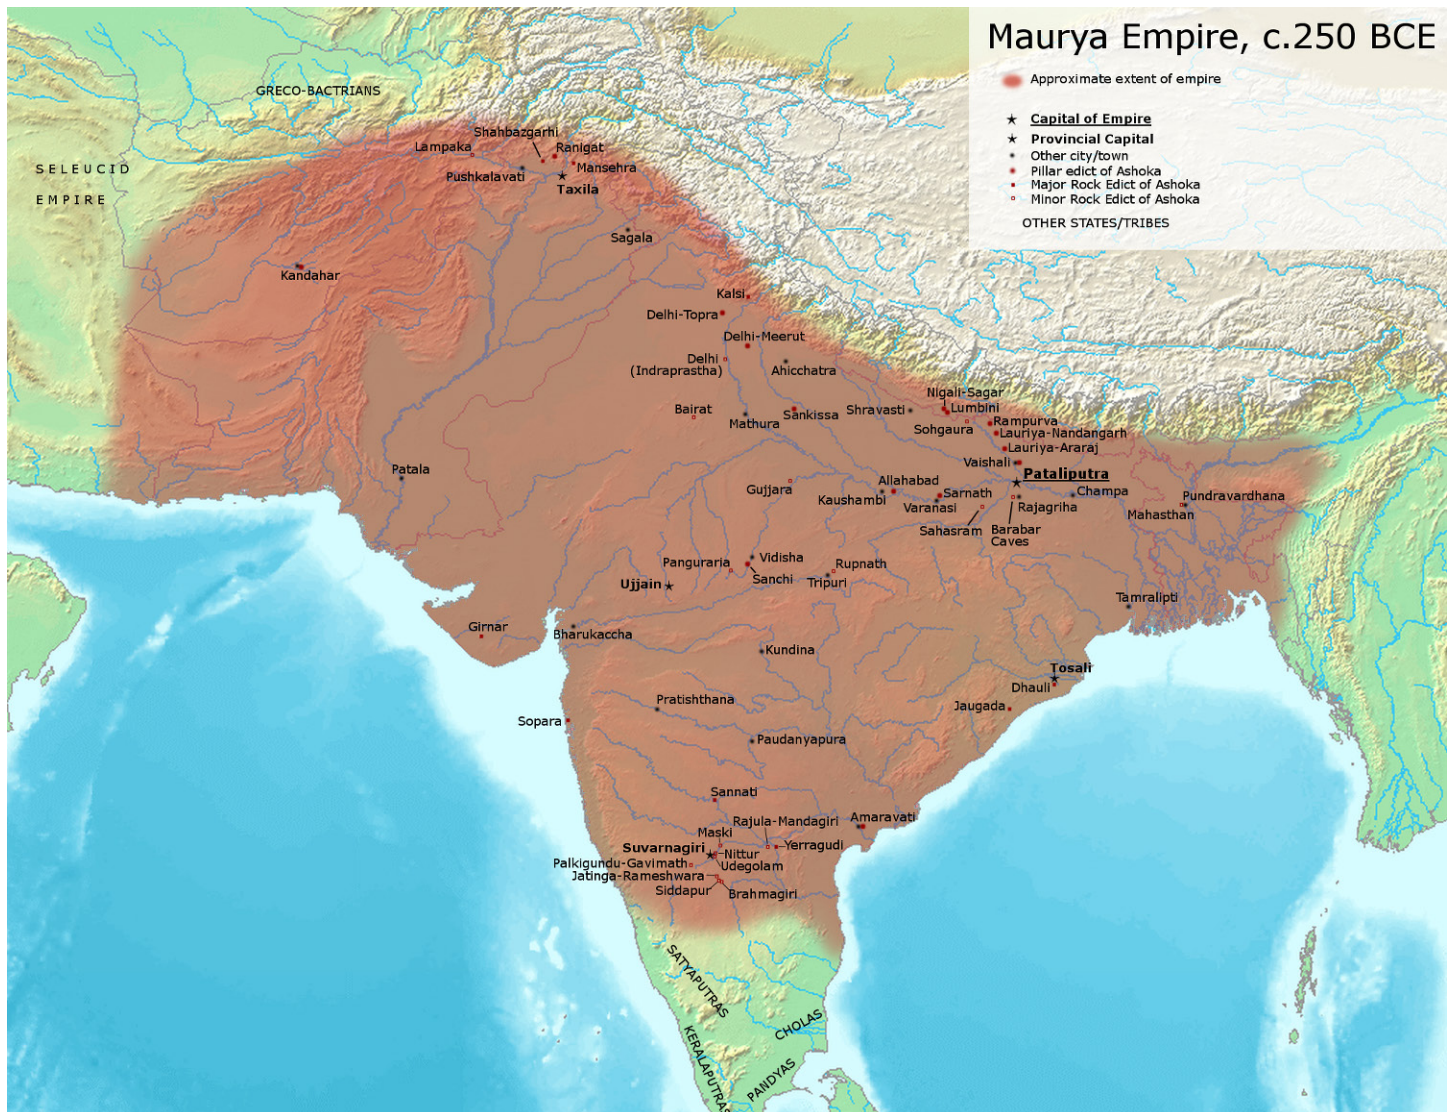 Maurya Empire, c.250 BCE
Approximate extent of empire
Capital of Empire
Provincial Capital
Other city/town
Pillar edict of Ashoka
Major Rock Edict of Ashoka
Minor Rock Edict of Ashoka
OTHER STATES/TRIBES
GRECO-BACTRIANS
SELEUCID
EMPIRE
Shahbazgarhi
Lampaka
Ranigat
Mansehra
Pushkalavati
Taxila
Sagala
Kandahar
Kalsi
Delhi-Topra
Delhi-Meerut
Delhi
(Indraprastha)
Ahicchatra
Nigali-Sagar
Bairat
Mathura
Sankissa
Shravasti
Lumbini
Sohgaura
Rampurva
Lauriya-Nandangarh
Lauriya-Araraj
Vaishali
Pataliputra
Patala
Gujjara
Allahabad
Kaushambi
Sarnath
Varanasi
Champa
Rajagriha
Pundravardhana
Mahasthan
Sahasram
Barabar
Caves
Panguraria
Vidisha
Sanchi
Rupnath
Tripuri
Ujjain
Tamralipti
Girnar
Bharukaccha
Kundina
Tosali
Dhauli
Jaugada
Pratishthana
Sopara
Paudanyapura
Sannati
Rajula-Mandagiri
Amaravati
Maski
Suvarnagiri
Nittur
Yerragudi
Palkigundu-Gavimath
Udegolam
Jatinga-Rameshwara
Siddapur
Brahmagiri
SATYAPUTRAS
CHOLAS
KERALAPUTRAS
PANDYAS